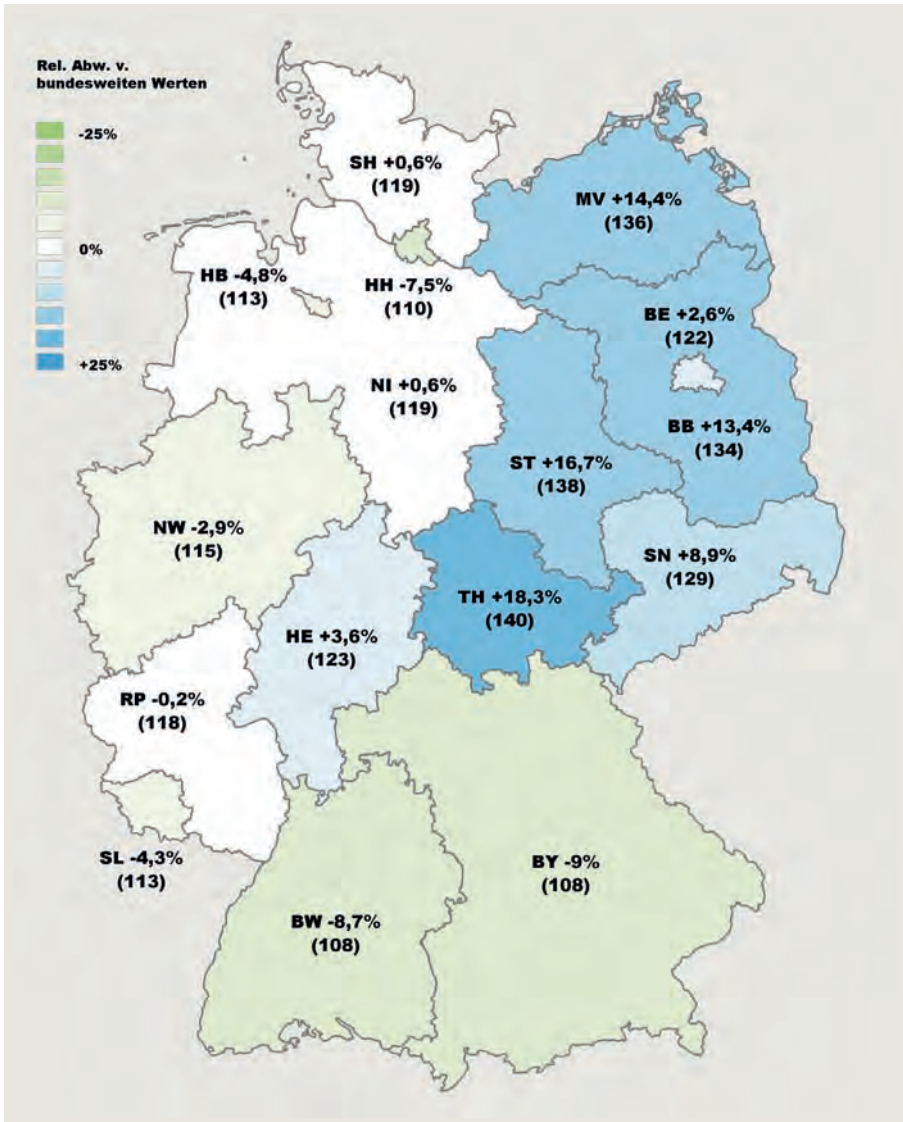 Rel. Abw. v.
bundesweiten Werten
-25%
0%
+25%
SH +0,6%
(119)
MV +14,4%
(136)
HB -4,8%
(113)
HH -7,5%
(110)
BE +2,6%
(122)
NI +0,6%
(119)
BB +13,4%
(134)
ST +16,7%
(138)
NW -2,9%
(115)
SN +8,9%
(129)
TH +18,3%
(140)
HE +3,6%
(123)
RP -0,2%
(118)
SL -4,3%
(113)
BY -9%
(108)
BW -8,7%
(108)